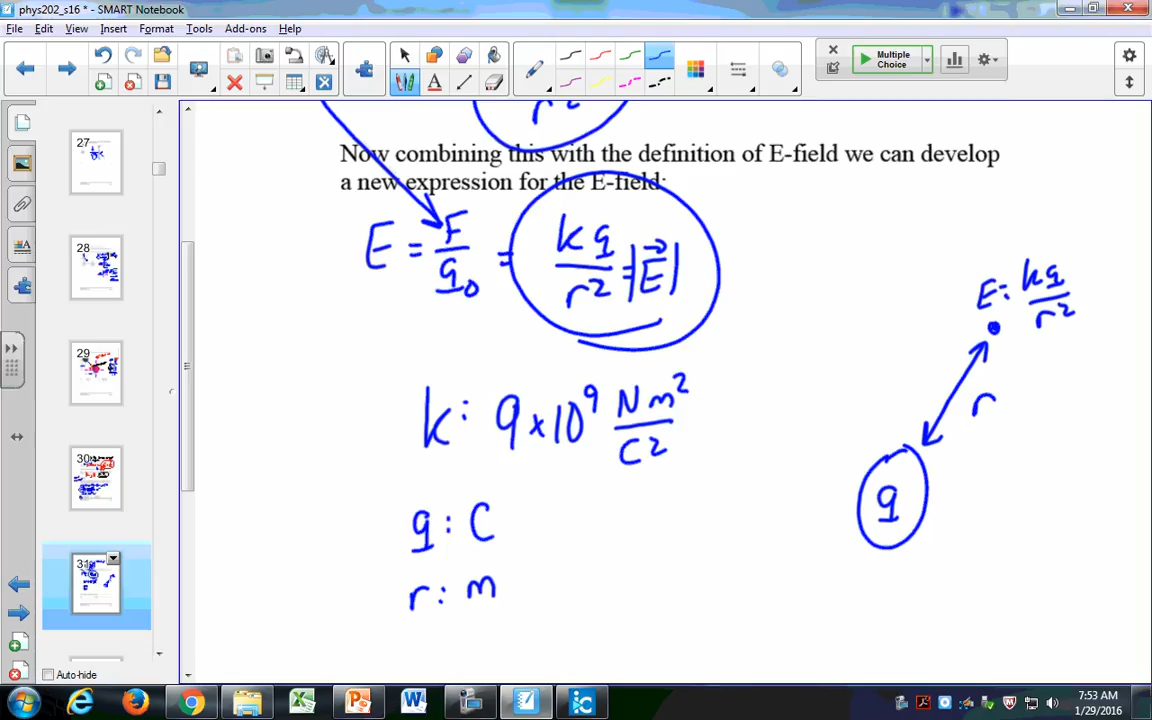 phys202_s16 * - SMART Notebook
File Edit View Insert Format Tools Add-ons Help
Multiple Choice
r²
Now combining this with the definition of E-field we can develop
a new expression for the E-field:
E = F/q₀ = kq/r² = |E⃗|
E = kq/r²
r
k: 9×10⁹ Nm²/C²
q
q: C
r: m
27
28
29
30
31
Auto-hide
7:53 AM
1/29/2016